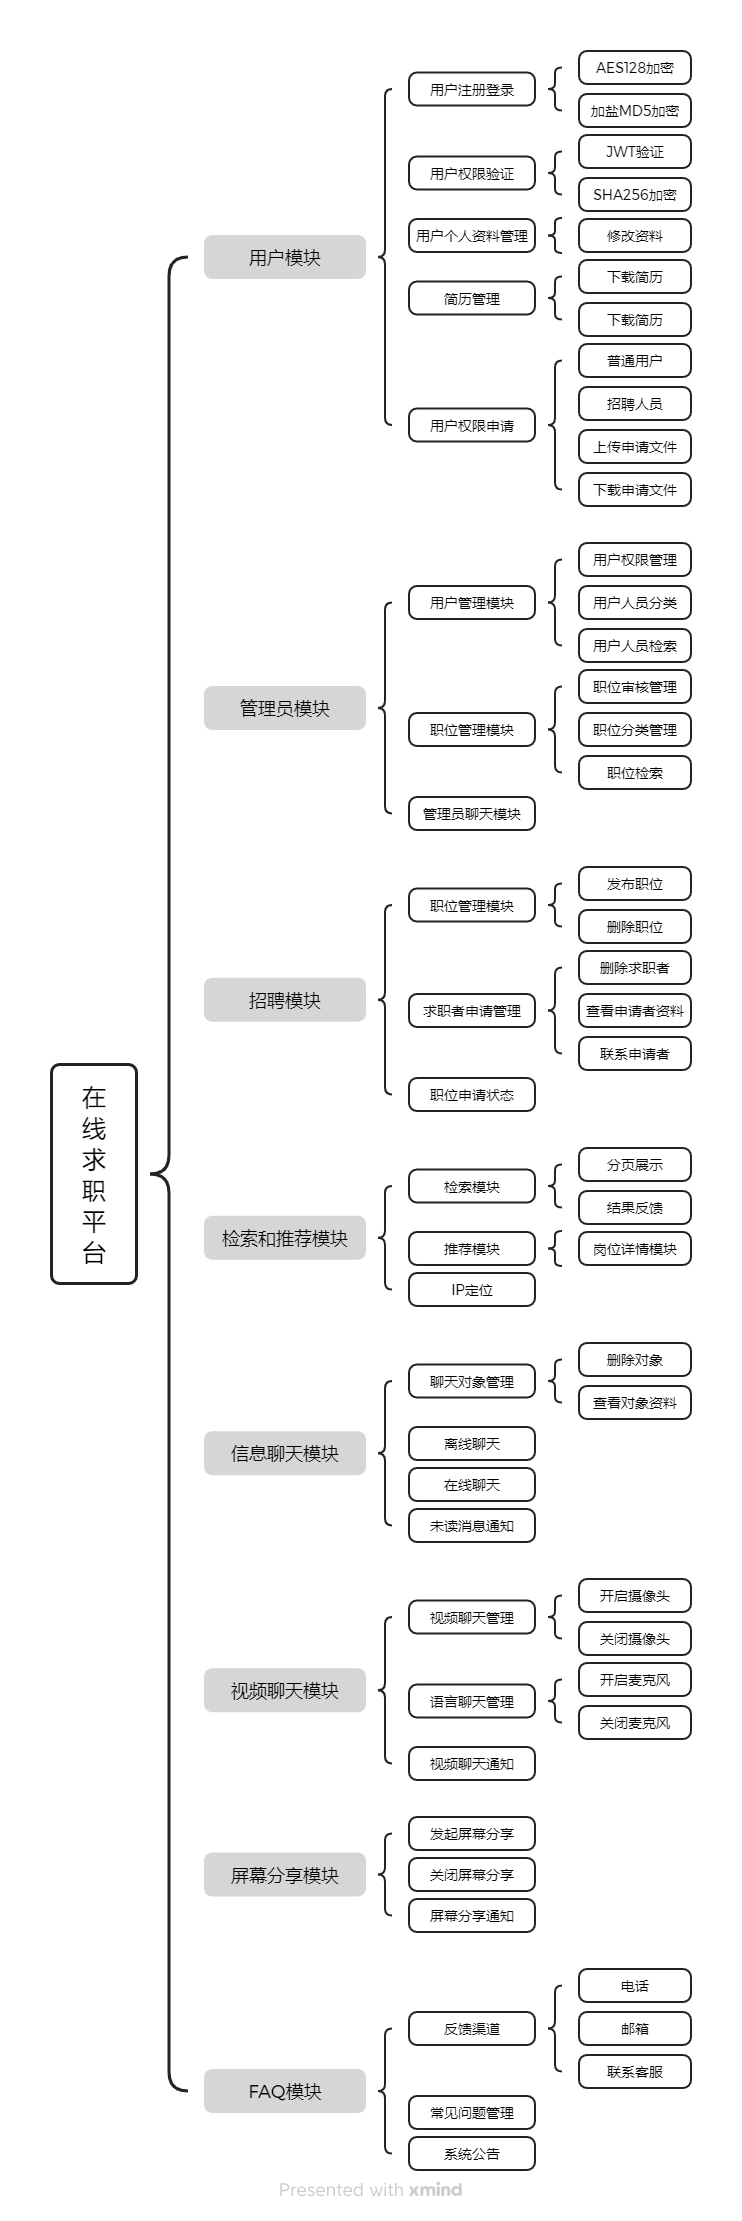 在线求职平台
用户模块
用户注册登录
AES128加密
加盐MD5加密
用户权限验证
JWT验证
SHA256加密
用户个人资料管理
修改资料
简历管理
下载简历
下载简历
用户权限申请
普通用户
招聘人员
上传申请文件
下载申请文件
管理员模块
用户管理模块
用户权限管理
用户人员分类
用户人员检索
职位管理模块
职位审核管理
职位分类管理
职位检索
管理员聊天模块
招聘模块
职位管理模块
发布职位
删除职位
求职者申请管理
删除求职者
查看申请者资料
联系申请者
职位申请状态
检索和推荐模块
检索模块
分页展示
结果反馈
推荐模块
岗位详情模块
IP定位
信息聊天模块
聊天对象管理
删除对象
查看对象资料
离线聊天
在线聊天
未读消息通知
视频聊天模块
视频聊天管理
开启摄像头
关闭摄像头
语言聊天管理
开启麦克风
关闭麦克风
视频聊天通知
屏幕分享模块
发起屏幕分享
关闭屏幕分享
屏幕分享通知
FAQ模块
反馈渠道
电话
邮箱
联系客服
常见问题管理
系统公告
Presented with xmind